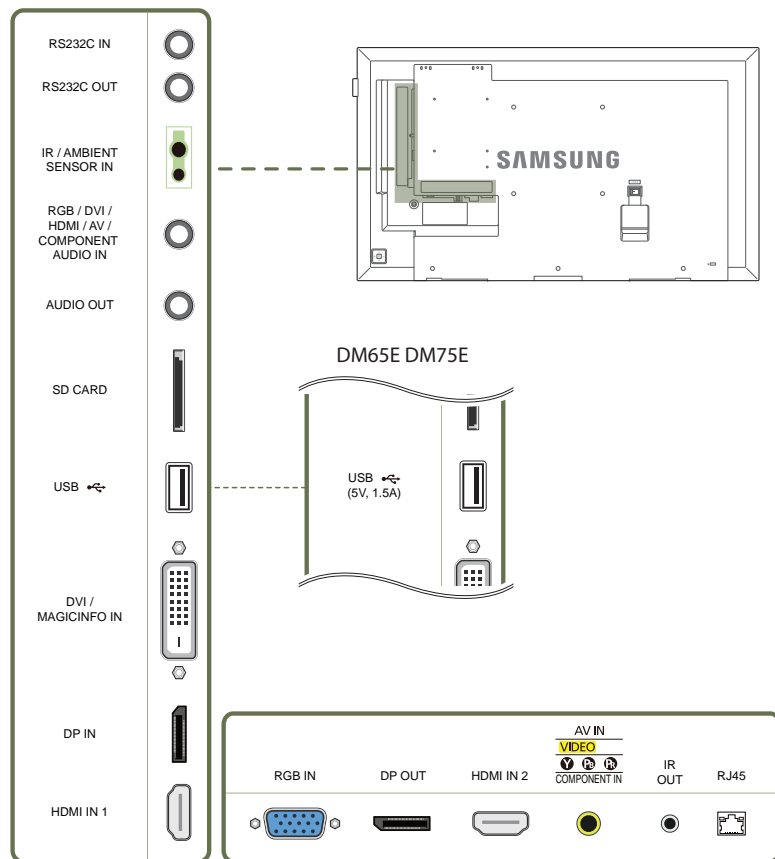 RS232C IN
RS232C OUT
IR / AMBIENT
SENSOR IN
RGB / DVI /
HDMI / AV /
COMPONENT
AUDIO IN
AUDIO OUT
SD CARD
USB
DVI /
MAGICINFO IN
DP IN
HDMI IN 1
SAMSUNG
DM65E DM75E
USB
(5V, 1.5A)
RGB IN
DP OUT
HDMI IN 2
AV IN
VIDEO
Y PB PR
COMPONENT IN
IR
OUT
RJ45